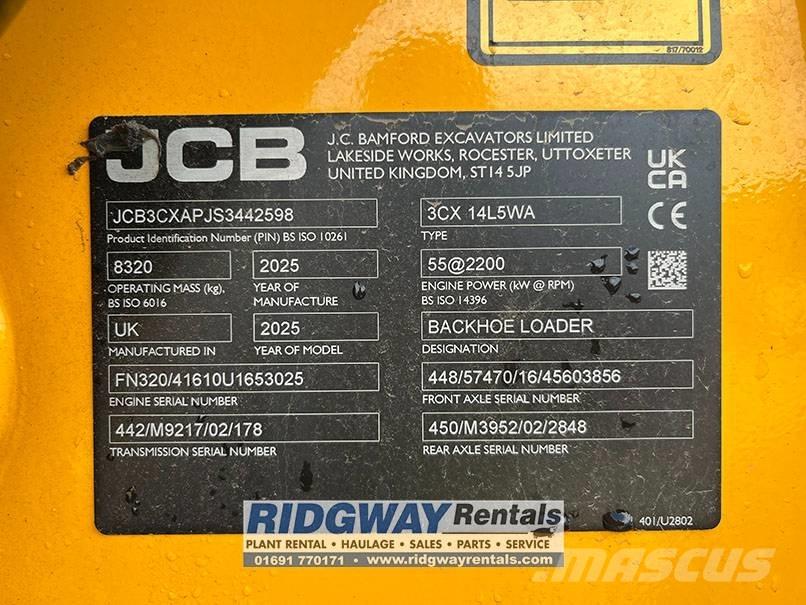 817/70012
JCB
J.C. BAMFORD EXCAVATORS LIMITED
LAKESIDE WORKS, ROCESTER, UTTOXETER
UNITED KINGDOM, ST14 5JP
UK
CA
CE
JCB3CXAPJS3442598
Product Identification Number (PIN) BS ISO 10261
3CX 14L5WA
TYPE
8320
OPERATING MASS (kg),
BS ISO 6016
2025
YEAR OF
MANUFACTURE
55@2200
ENGINE POWER (kW @ RPM)
BS ISO 14396
UK
MANUFACTURED IN
2025
YEAR OF MODEL
BACKHOE LOADER
DESIGNATION
FN320/41610U1653025
ENGINE SERIAL NUMBER
448/57470/16/45603856
FRONT AXLE SERIAL NUMBER
442/M9217/02/178
TRANSMISSION SERIAL NUMBER
450/M3952/02/2848
REAR AXLE SERIAL NUMBER
401/U2802
RIDGWAY Rentals
PLANT RENTAL • HAULAGE • SALES • PARTS • SERVICE
01691 770171 • www.ridgwayrentals.com
MASCUS